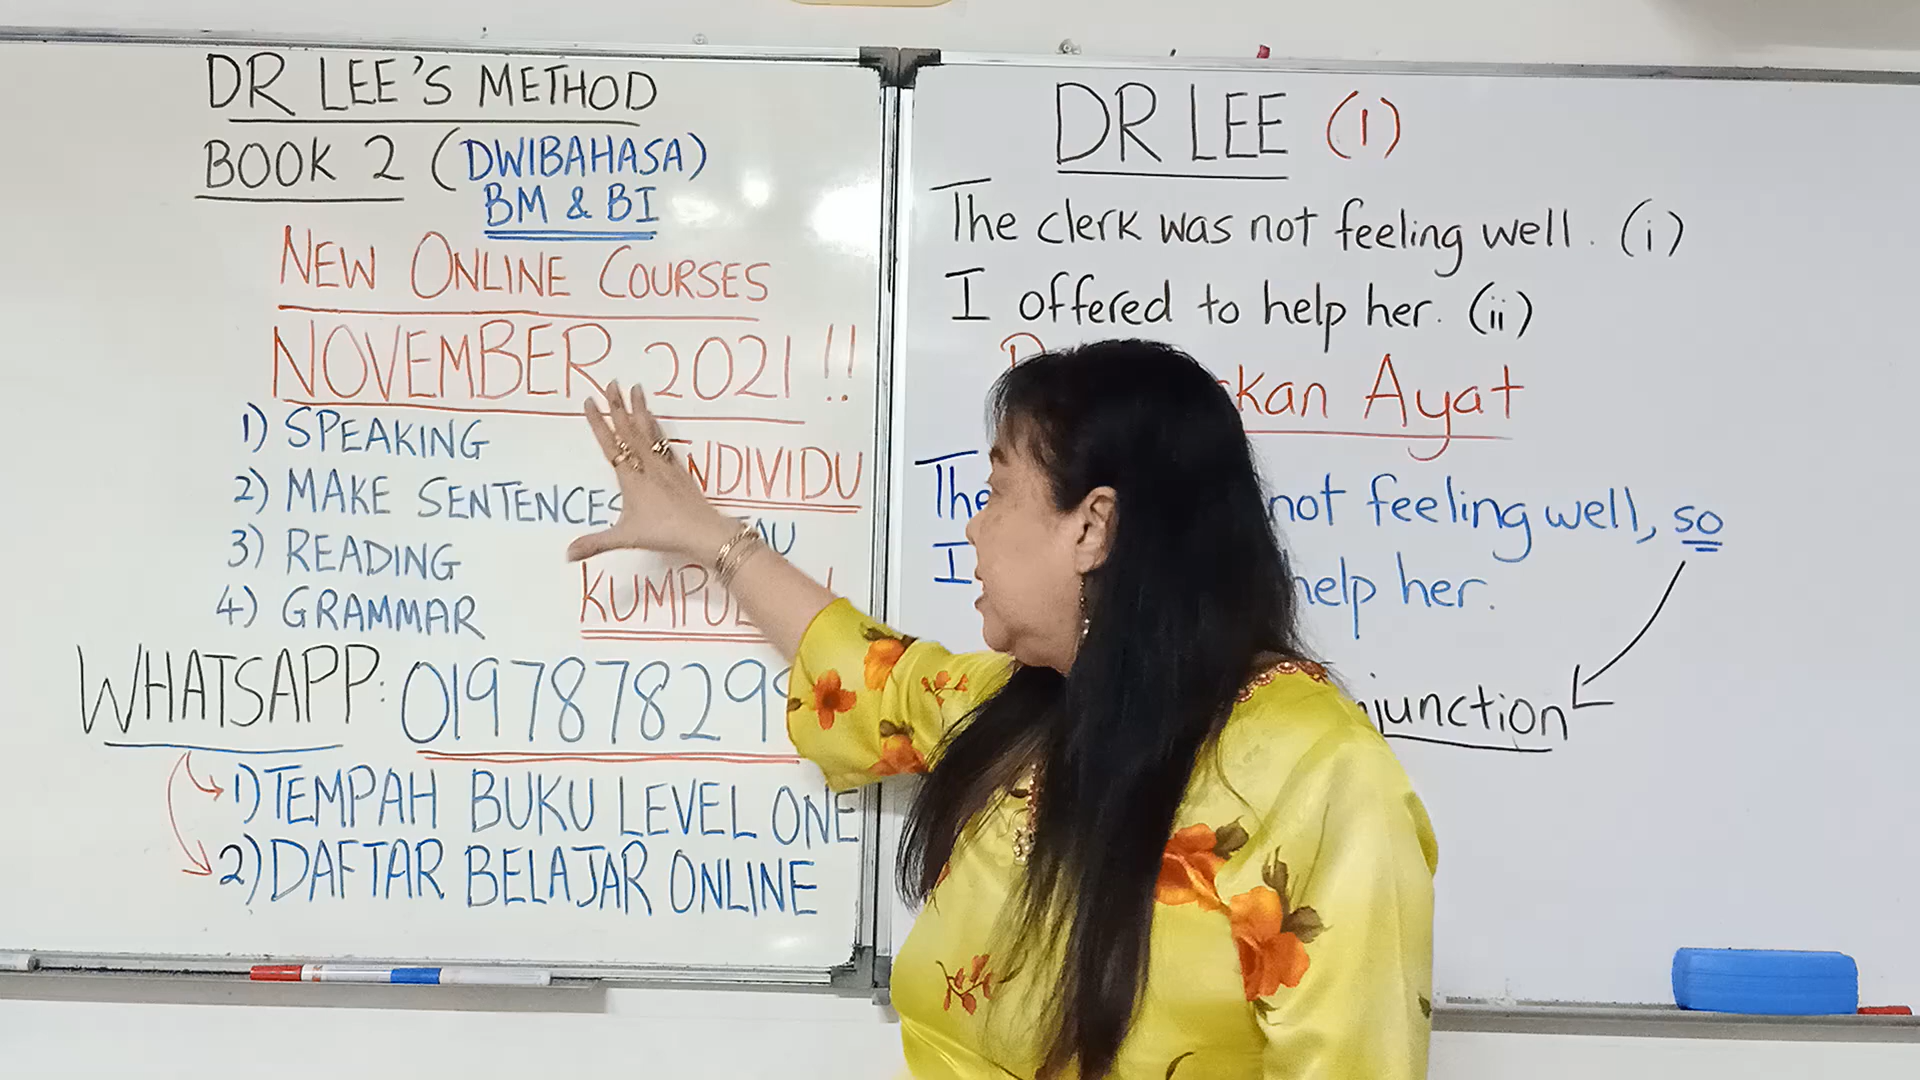 DR LEE'S METHOD
BOOK 2 (DWIBAHASA)
BM & BI
NEW ONLINE COURSES
NOVEMBER 2021 !!
1) SPEAKING
2) MAKE SENTENCES
3) READING
4) GRAMMAR
WHATSAPP:
1) TEMPAH BUKU LEVEL ONE
2) DAFTAR BELAJAR ONLINE
DR LEE (1)
The clerk was not feeling well. (i)
I offered to help her. (ii)
Ayat
not feeling well, so
I help her.